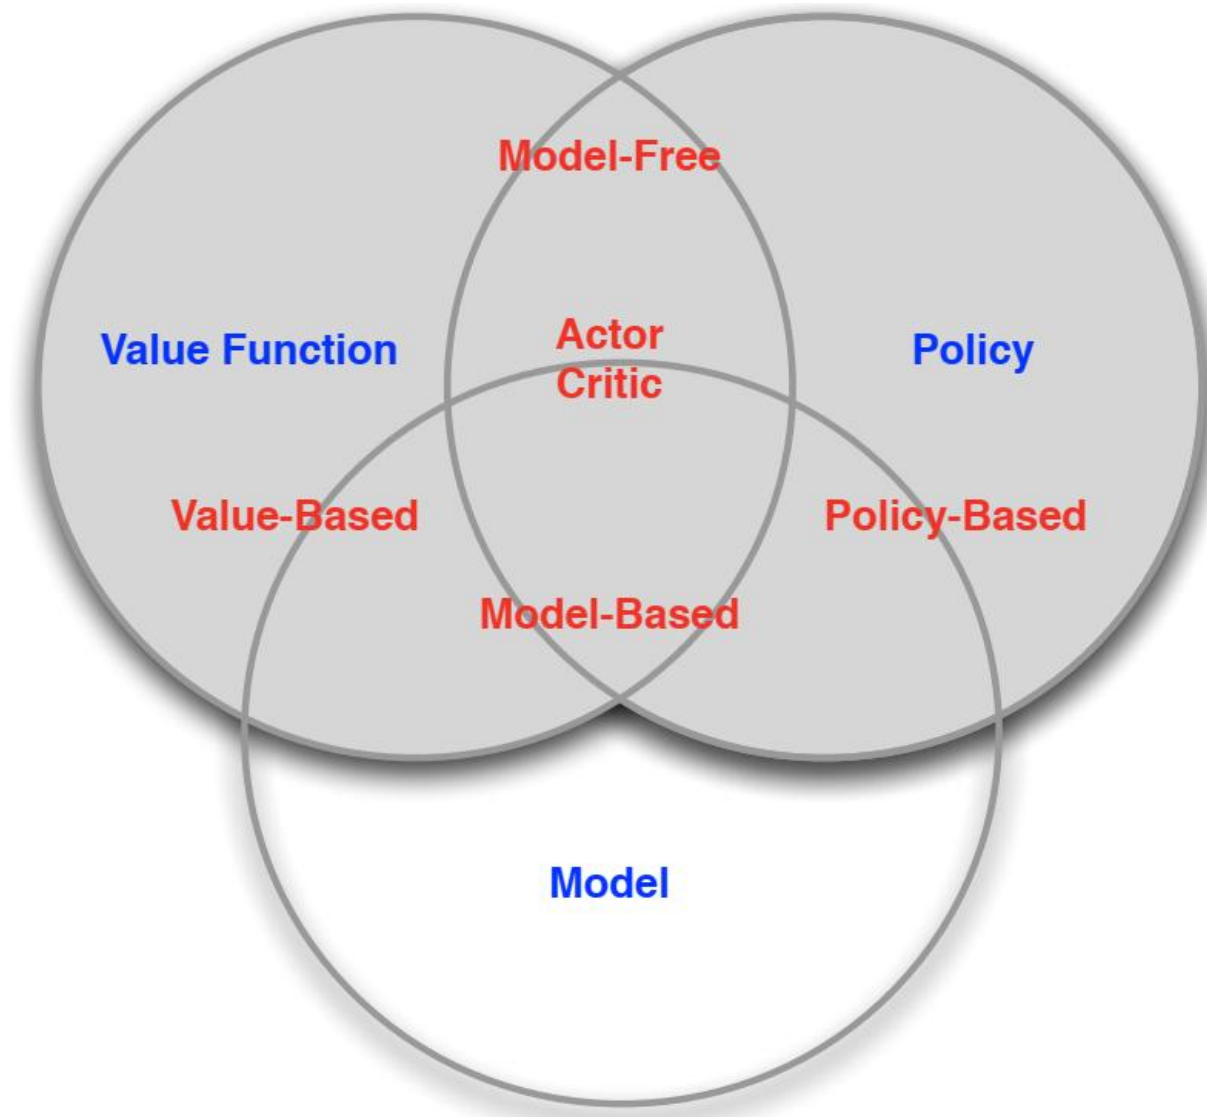 Model-Free
Actor
Critic
Value Function
Policy
Value-Based
Policy-Based
Model-Based
Model